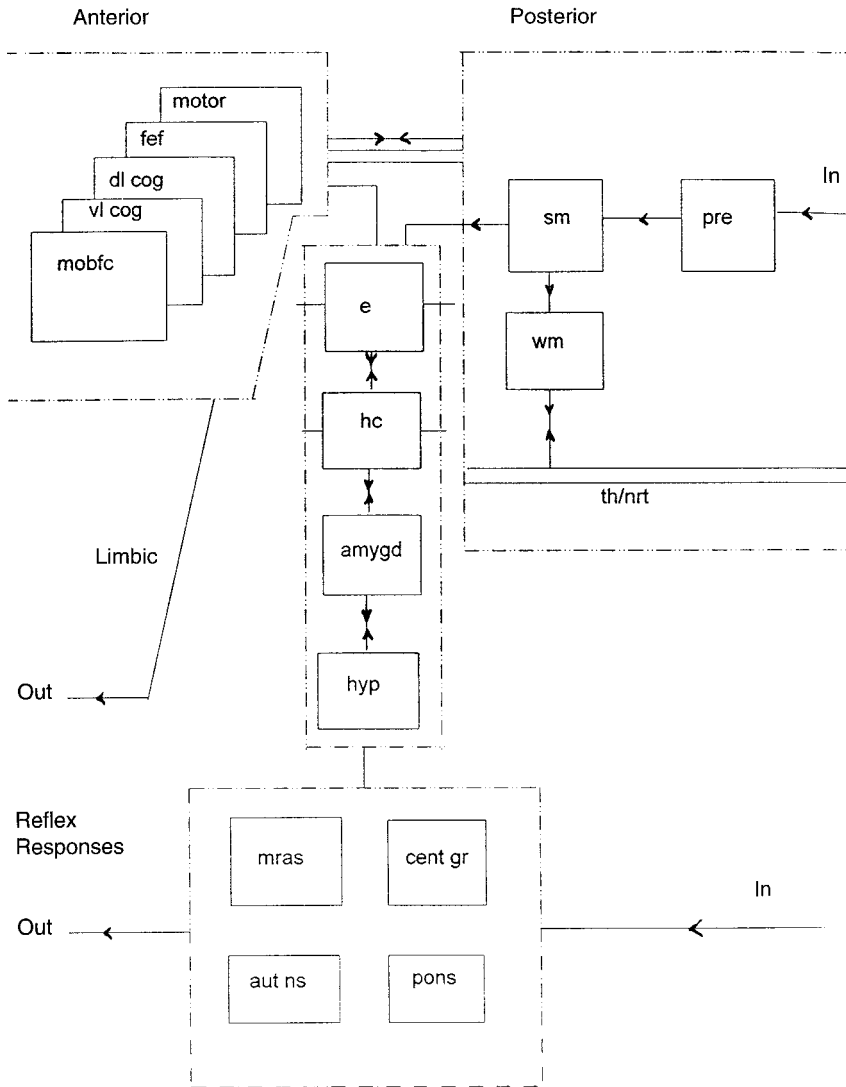 Anterior
Posterior
motor
fef
dl cog
vl cog
mobfc
In
sm
pre
e
wm
hc
th/nrt
amygd
Limbic
hyp
Out
Reflex
Responses
mras
cent gr
In
Out
aut ns
pons